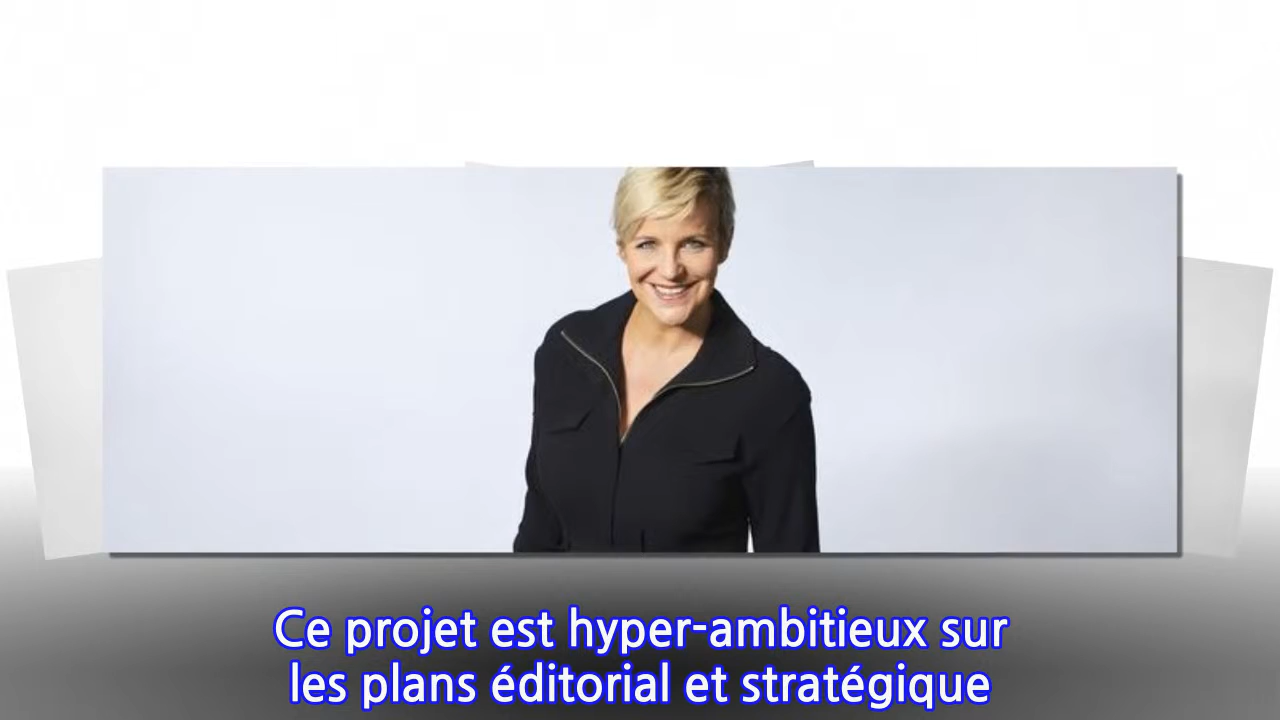 Ce projet est hyper-ambitieux sur
les plans éditorial et stratégique